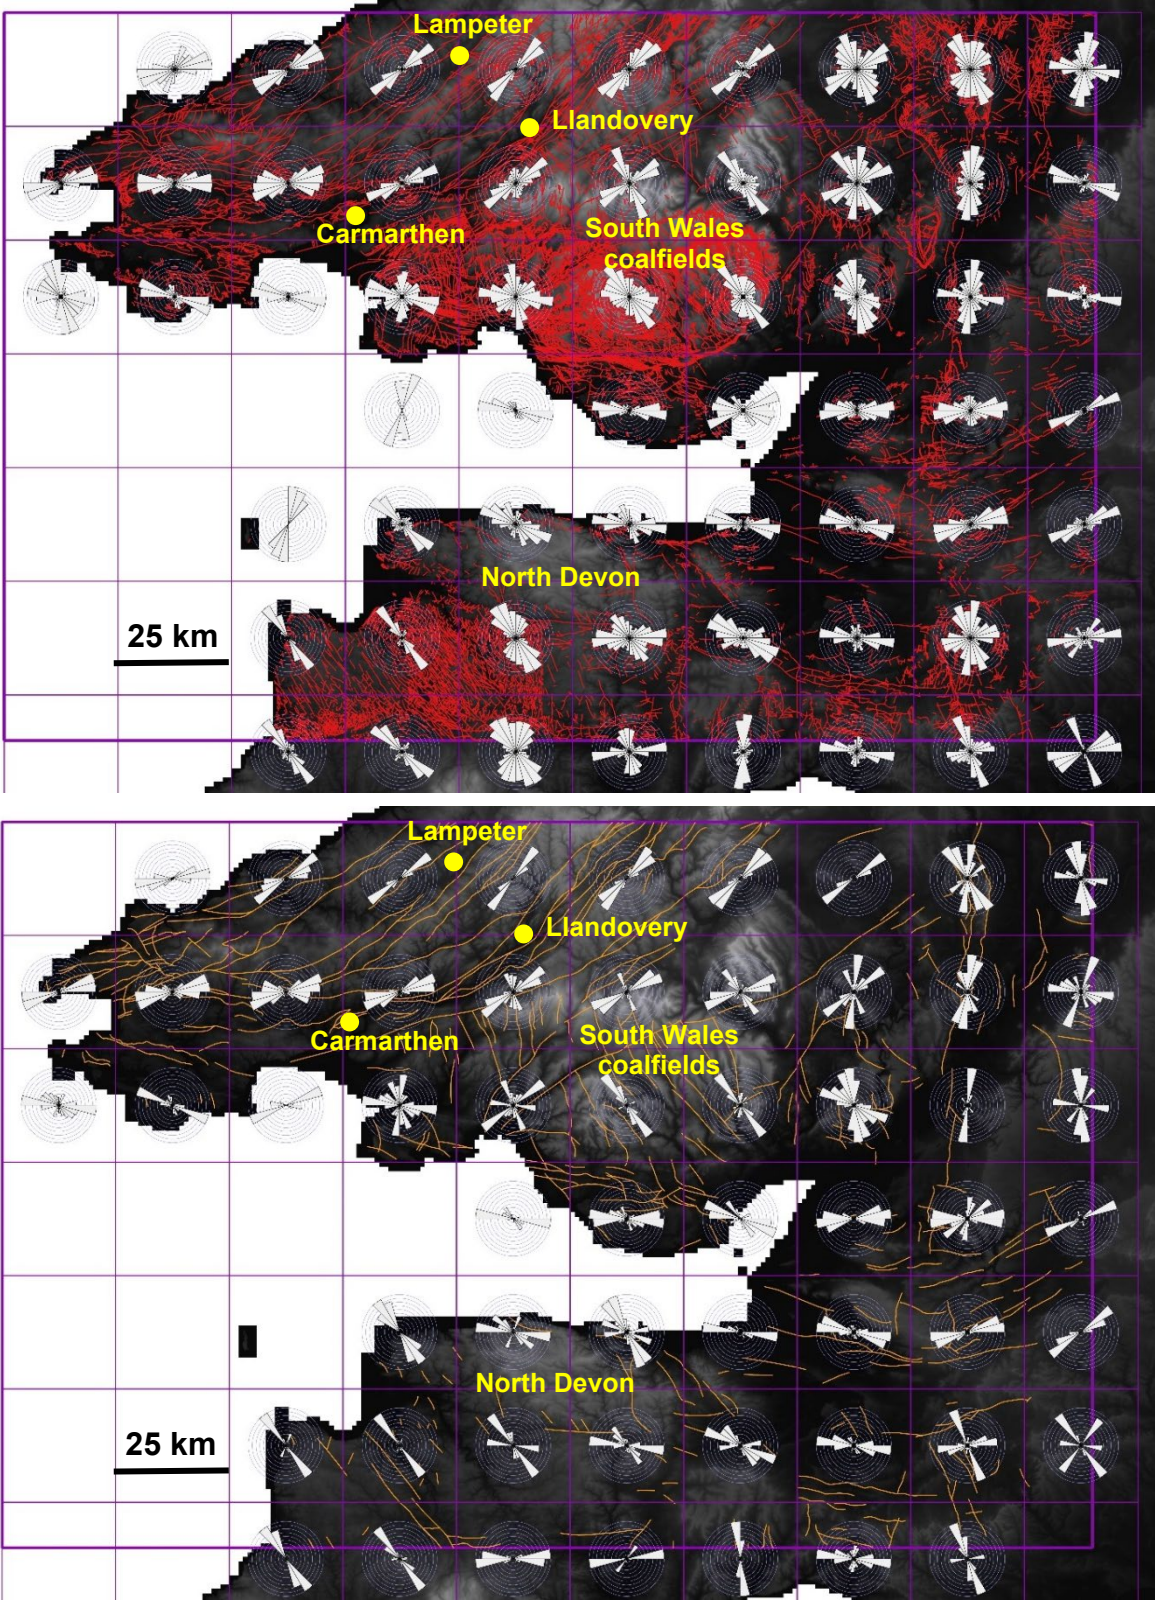 Lampeter
Llandovery
Carmarthen
South Wales
coalfields
North Devon
25 km
Lampeter
Llandovery
Carmarthen
South Wales
coalfields
North Devon
25 km